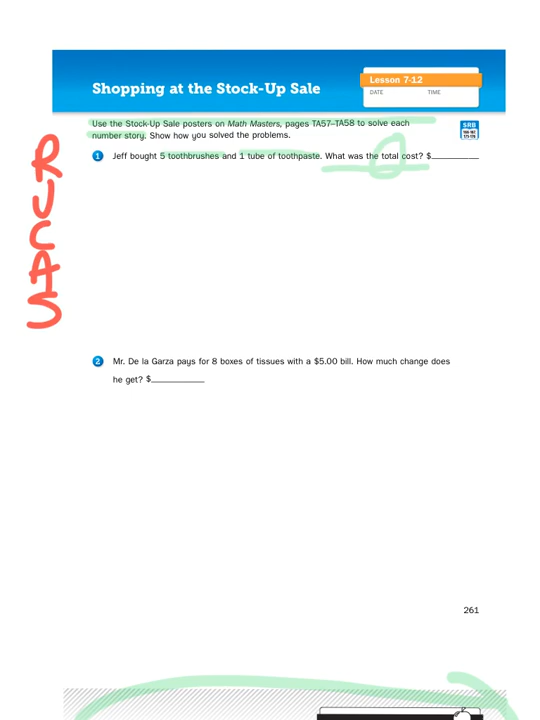 Shopping at the Stock-Up Sale
Lesson 7-12
DATE TIME
Use the Stock-Up Sale posters on Math Masters, pages TA57–TA58 to solve each
number story. Show how you solved the problems.
SRB
1 Jeff bought 5 toothbrushes and 1 tube of toothpaste. What was the total cost? $
RUCAS
2 Mr. De la Garza pays for 8 boxes of tissues with a $5.00 bill. How much change does
he get? $
261